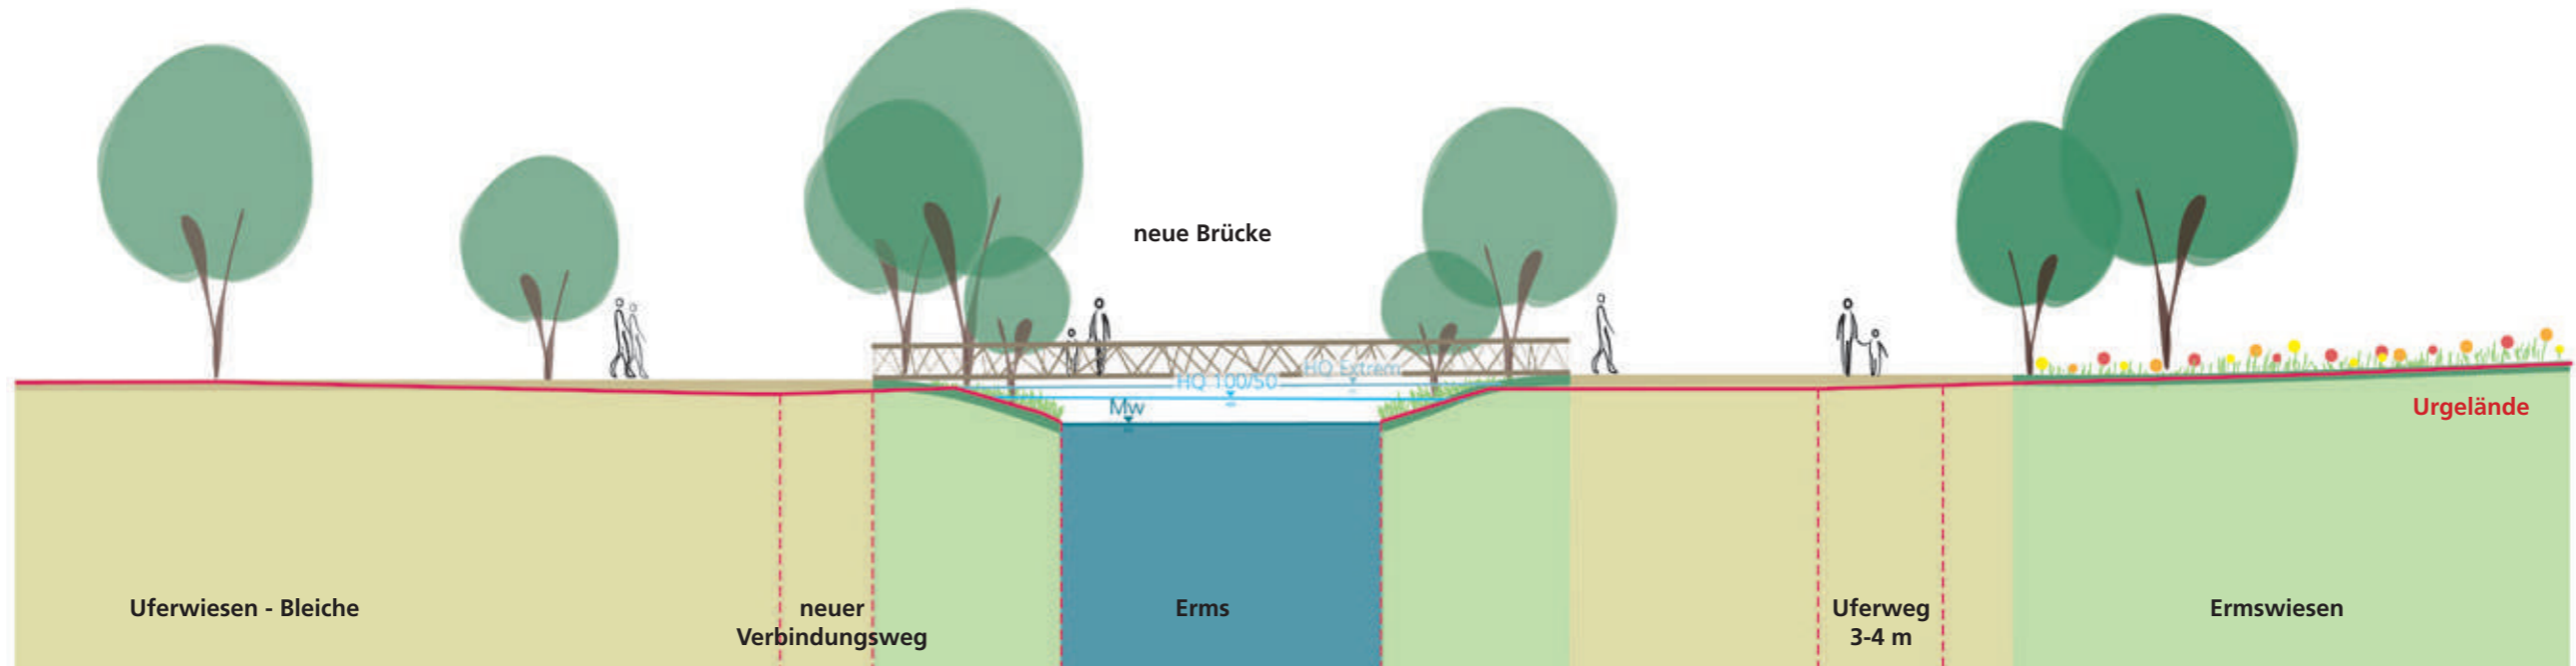 neue Brücke
HQ Extrem
HQ 100/50
Mw
Urgelände
Uferwiesen - Bleiche
neuer
Verbindungsweg
Erms
Uferweg
3-4 m
Ermswiesen